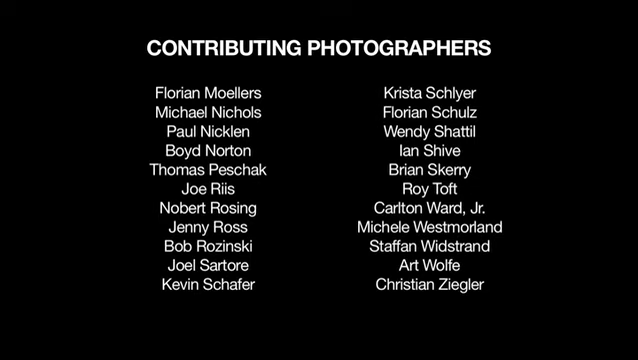 CONTRIBUTING PHOTOGRAPHERS
Florian Moellers
Michael Nichols
Paul Nicklen
Boyd Norton
Thomas Peschak
Joe Riis
Nobert Rosing
Jenny Ross
Bob Rozinski
Joel Sartore
Kevin Schafer
Krista Schlyer
Florian Schulz
Wendy Shattil
Ian Shive
Brian Skerry
Roy Toft
Carlton Ward, Jr.
Michele Westmorland
Staffan Widstrand
Art Wolfe
Christian Ziegler